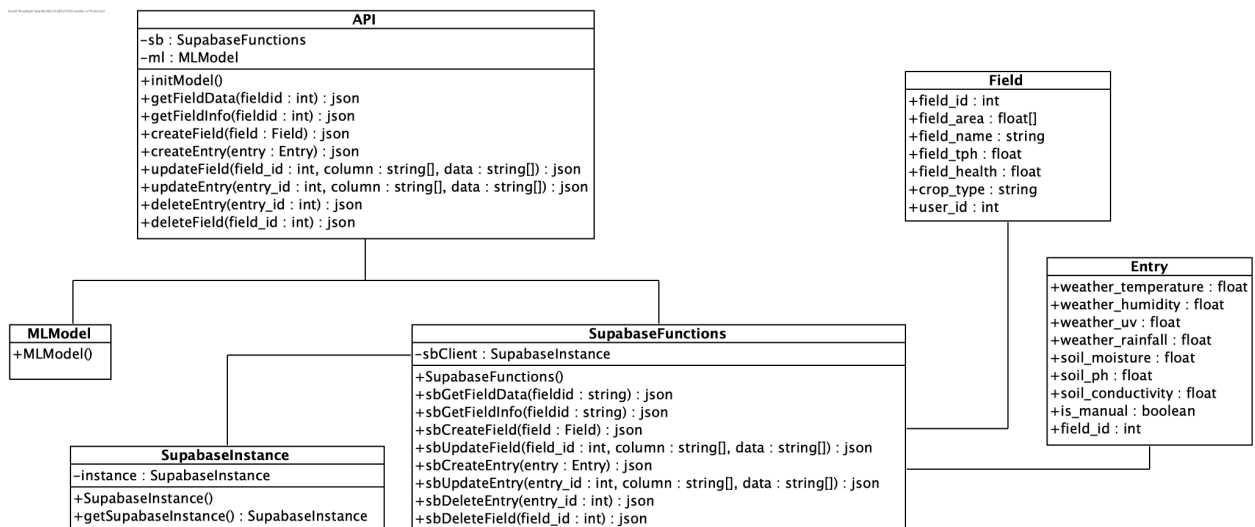 API
-sb : SupabaseFunctions
-ml : MLModel
+initModel()
+getFieldData(fieldid : int) : json
+getFieldInfo(fieldid : int) : json
+createField(field : Field) : json
+createEntry(entry : Entry) : json
+updateField(field_id : int, column : string[], data : string[]) : json
+updateEntry(entry_id : int, column : string[], data : string[]) : json
+deleteEntry(entry_id : int) : json
+deleteField(field_id : int) : json
Field
+field_id : int
+field_area : float[]
+field_name : string
+field_tph : float
+field_health : float
+crop_type : string
+user_id : int
Entry
+weather_temperature : float
+weather_humidity : float
+weather_uv : float
+weather_rainfall : float
+soil_moisture : float
+soil_ph : float
+soil_conductivity : float
+is_manual : boolean
+field_id : int
MLModel
+MLModel()
SupabaseFunctions
-sbClient : SupabaseInstance
+SupabaseFunctions()
+sbGetFieldData(fieldid : string) : json
+sbGetFieldInfo(fieldid : string) : json
+sbCreateField(field : Field) : json
+sbUpdateField(field_id : int, column : string[], data : string[]) : json
+sbCreateEntry(entry : Entry) : json
+sbUpdateEntry(entry_id : int, column : string[], data : string[]) : json
+sbDeleteEntry(entry_id : int) : json
+sbDeleteField(field_id : int) : json
SupabaseInstance
-instance : SupabaseInstance
+SupabaseInstance()
+getSupabaseInstance() : SupabaseInstance